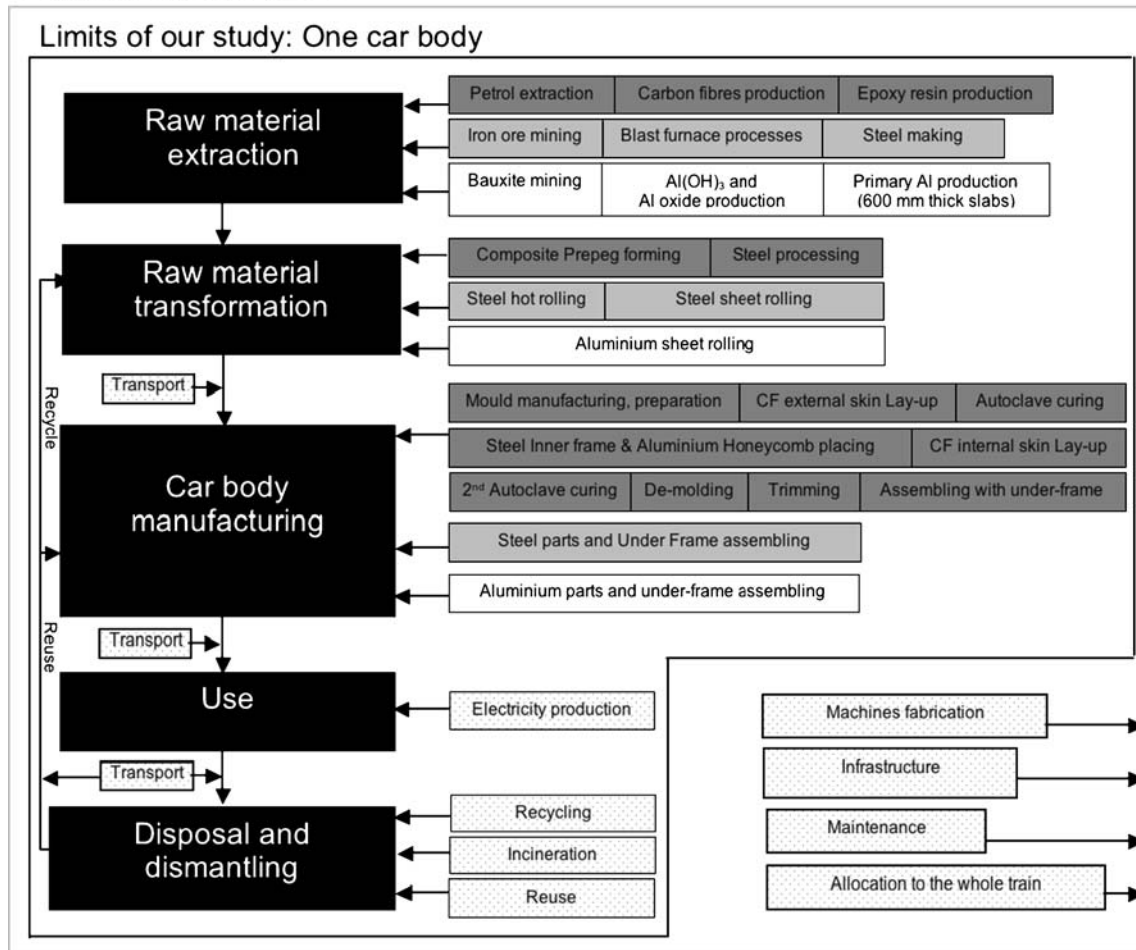 Limits of our study: One car body
Raw material
extraction
Petrol extraction
Carbon fibres production
Epoxy resin production
Iron ore mining
Blast furnace processes
Steel making
Bauxite mining
Al(OH)₃ and
Al oxide production
Primary Al production
(600 mm thick slabs)
Raw material
transformation
Composite Prepeg forming
Steel processing
Steel hot rolling
Steel sheet rolling
Aluminium sheet rolling
Transport
Recycle
Car body
manufacturing
Mould manufacturing, preparation
CF external skin Lay-up
Autoclave curing
Steel Inner frame & Aluminium Honeycomb placing
CF internal skin Lay-up
2nd Autoclave curing
De-molding
Trimming
Assembling with under-frame
Steel parts and Under Frame assembling
Aluminium parts and under-frame assembling
Reuse
Transport
Use
Electricity production
Transport
Disposal and
dismantling
Recycling
Incineration
Reuse
Machines fabrication
Infrastructure
Maintenance
Allocation to the whole train